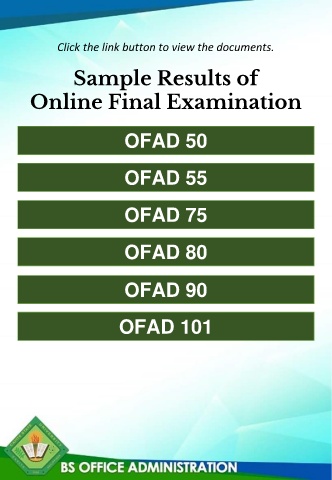 Click the link button to view the documents.
Sample Results of
Online Final Examination
OFAD 50
OFAD 55
OFAD 75
OFAD 80
OFAD 90
OFAD 101
BS OFFICE ADMINISTRATION